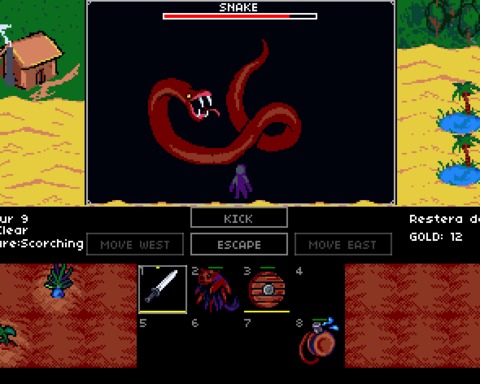 SNAKE
ur 9
Clear
ure:Scorching
KICK
MOVE WEST
ESCAPE
MOVE EAST
Restera de
GOLD: 12
1
2
3
4
5
6
7
8